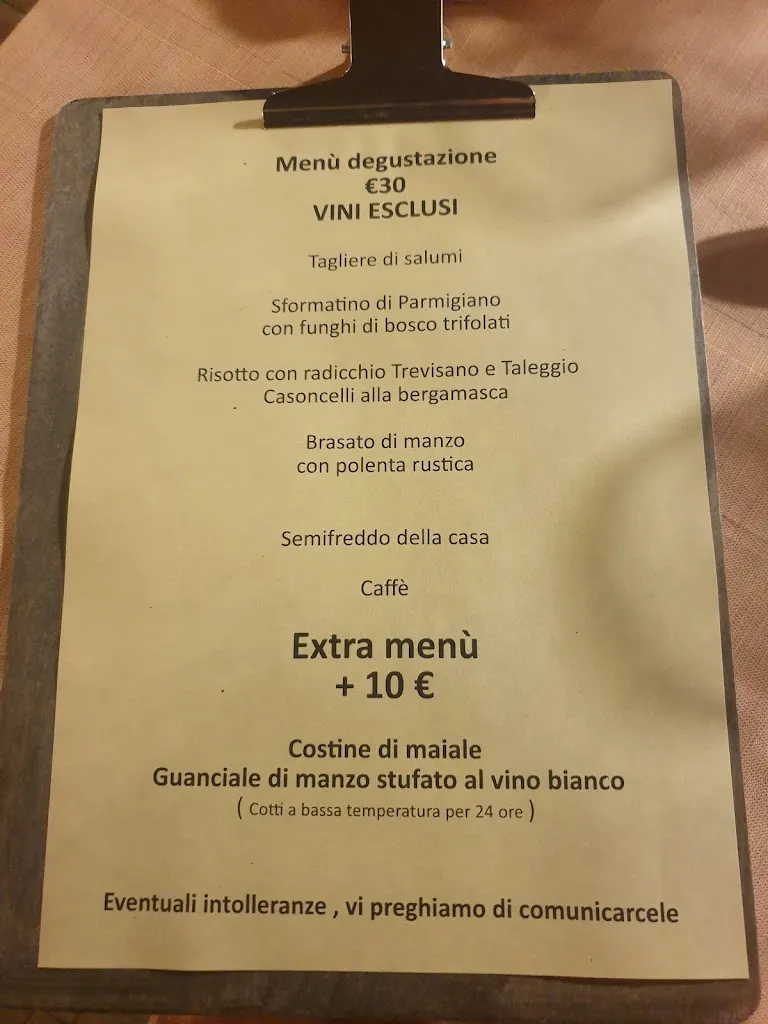 Menù degustazione
€30
VINI ESCLUSI
Tagliere di salumi
Sformatino di Parmigiano
con funghi di bosco trifolati
Risotto con radicchio Trevisano e Taleggio
Casoncelli alla bergamasca
Brasato di manzo
con polenta rustica
Semifreddo della casa
Caffè
Extra menù
+ 10 €
Costine di maiale
Guanciale di manzo stufato al vino bianco
( Cotti a bassa temperatura per 24 ore )
Eventuali intolleranze , vi preghiamo di comunicarcele